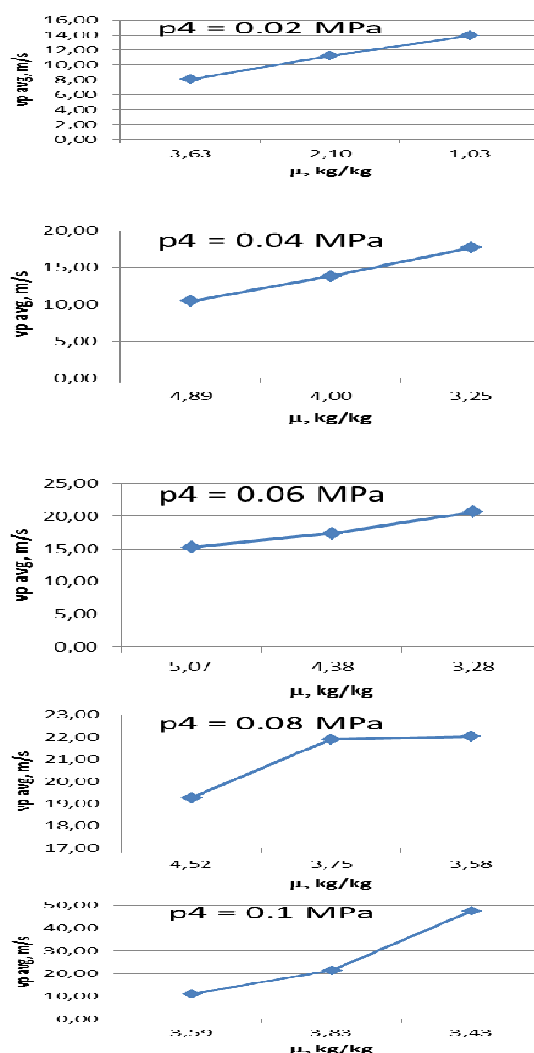 p4 = 0.02 MPa
vp avg, m/s
16,00
14,00
12,00
10,00
8,00
6,00
4,00
2,00
0,00
3,63 2,10 1,03
μ, kg/kg
p4 = 0.04 MPa
vp avg, m/s
20,00
15,00
10,00
5,00
0,00
4,89 4,00 3,25
μ, kg/kg
p4 = 0.06 MPa
vp avg, m/s
25,00
20,00
15,00
10,00
5,00
0,00
5,07 4,38 3,28
μ, kg/kg
p4 = 0.08 MPa
vp avg, m/s
23,00
22,00
21,00
20,00
19,00
18,00
17,00
4,52 3,75 3,58
μ, kg/kg
p4 = 0.1 MPa
vp avg, m/s
50,00
40,00
30,00
20,00
10,00
0,00
3,59 3,83 3,43